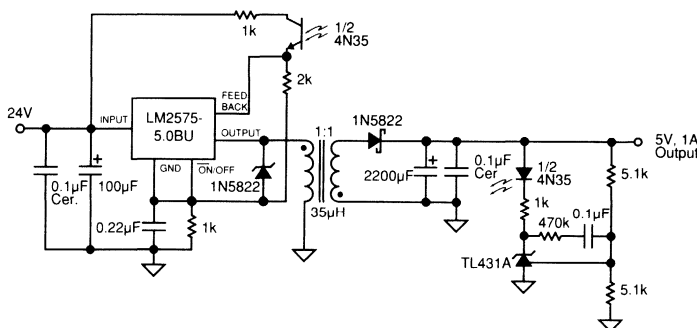 1k
1/2
4N35
2k
FEED
BACK
24V
INPUT
LM2575-
5.0BU
OUTPUT
GND
ON/OFF
1N5822
1:1
1N5822
5V, 1A
Output
0.1µF
Cer.
+
100µF
0.22µF
1k
35µH
+
2200µF
0.1µF
Cer
1/2
4N35
5.1k
1k
470k
0.1µF
TL431A
5.1k